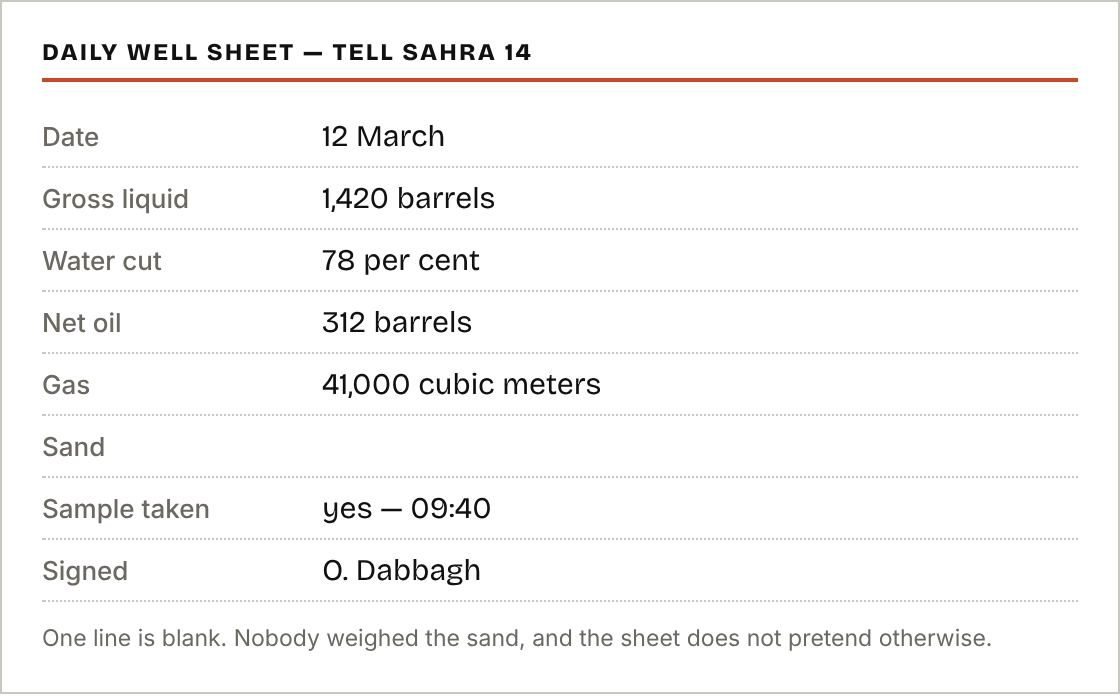 DAILY WELL SHEET — TELL SAHRA 14
Date 12 March
Gross liquid 1,420 barrels
Water cut 78 per cent
Net oil 312 barrels
Gas 41,000 cubic meters
Sand
Sample taken yes — 09:40
Signed O. Dabbagh
One line is blank. Nobody weighed the sand, and the sheet does not pretend otherwise.